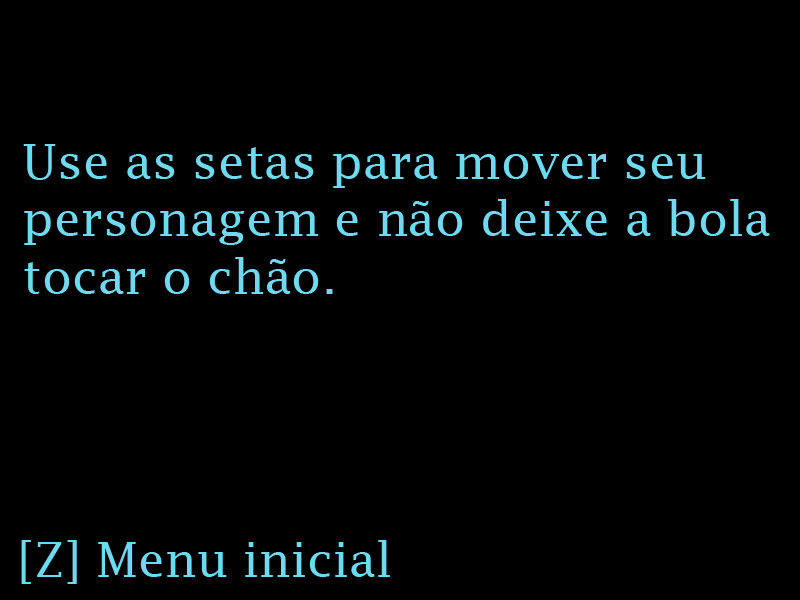 Use as setas para mover seu
personagem e não deixe a bola
tocar o chão.
[Z] Menu inicial